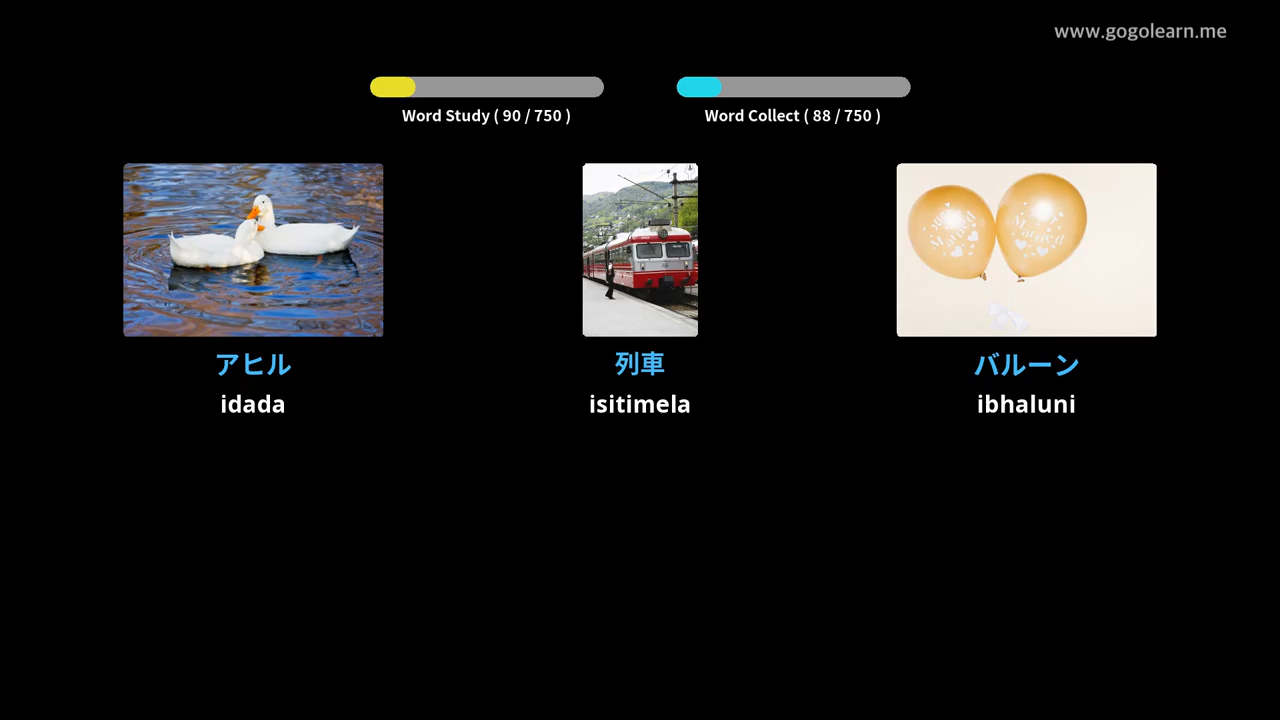 www.gogolearn.me
Word Study ( 90 / 750 )
Word Collect ( 88 / 750 )
Married
アヒル
列車
バルーン
idada
isitimela
ibhaluni